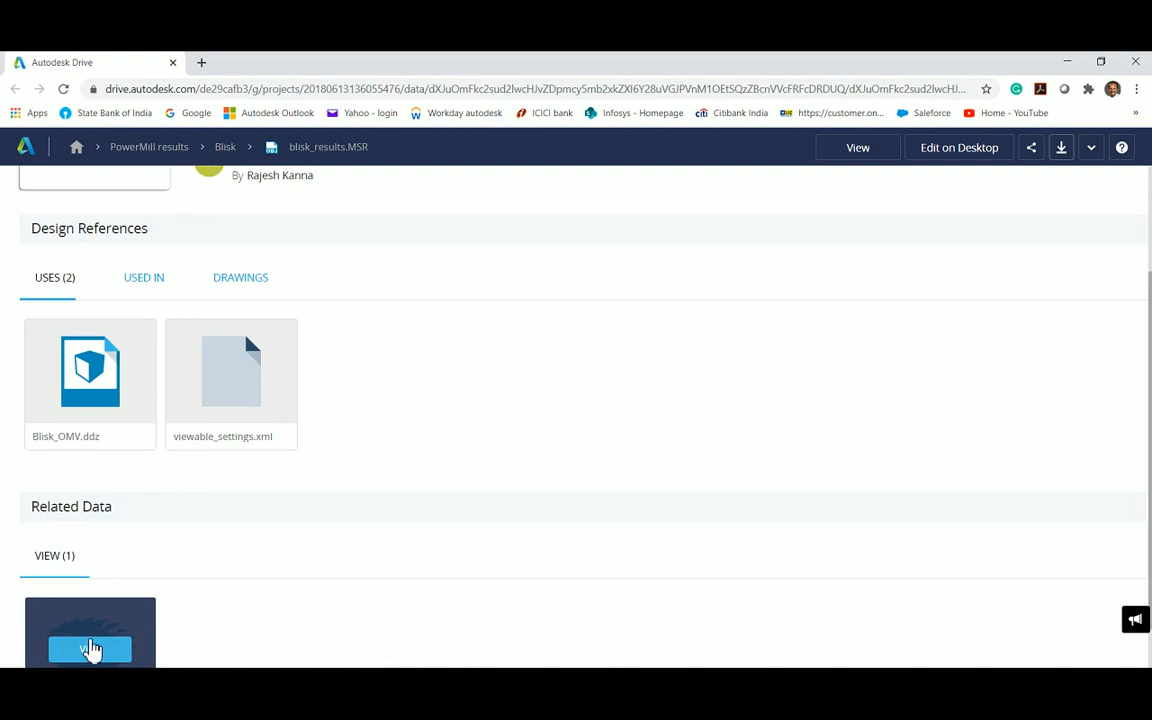 Autodesk Drive
drive.autodesk.com/de29cafb3/g/projects/20180613136055476/data/dXJuOmFkc2sud2lwcHJvZDpmcy5mb2xkZXI6Y28uVGJPVnM1OEtSQzZBcnVVcFRFcDRDUQ/dXJuOmFkc2sud2lwcHJvZDpkbS5saW5lYWdlOmFkc2sud2lwcHJvZC...
Apps
State Bank of India
Google
Autodesk Outlook
Yahoo - login
Workday autodesk
ICICI bank
Infosys - Homepage
Citibank India
https://customer.on...
Saleforce
Home - YouTube
»
PowerMill results
Blisk
blisk_results.MSR
View
Edit on Desktop
By Rajesh Kanna
Design References
USES (2)
USED IN
DRAWINGS
Blisk_OMV.ddz
viewable_settings.xml
Related Data
VIEW (1)